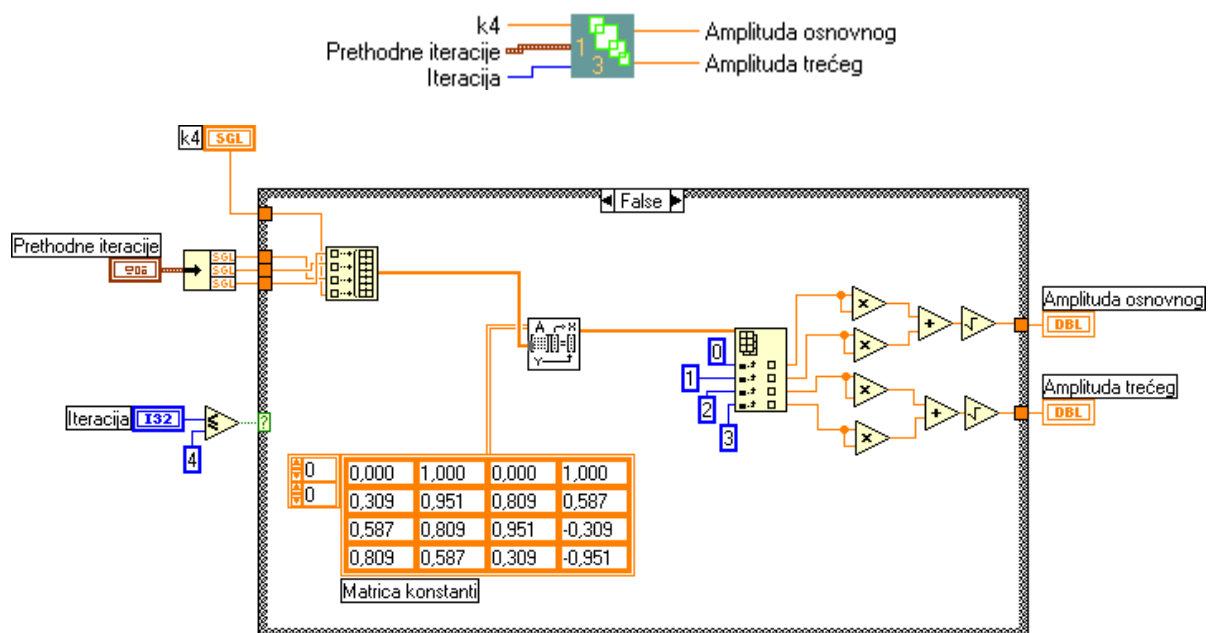 k4
Prethodne iteracije
Iteracija
1
3
Amplituda osnovnog
Amplituda trećeg
k4
SGL
False
Prethodne iteracije
SGL
SGL
SGL
A X
Y
0
1
2
3
Amplituda osnovnog
DBL
Amplituda trećeg
DBL
Iteracija
I32
4
?
0
0
0,000 1,000 0,000 1,000
0,309 0,951 0,809 0,587
0,587 0,809 0,951 -0,309
0,809 0,587 0,309 -0,951
Matrica konstanti